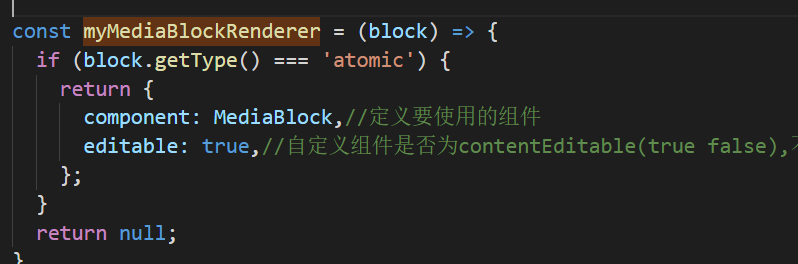 const myMediaBlockRenderer = (block) => {
if (block.getType() === 'atomic') {
return {
component: MediaBlock,//定义要使用的组件
editable: true,//自定义组件是否为contentEditable(true false),
};
}
return null;
}